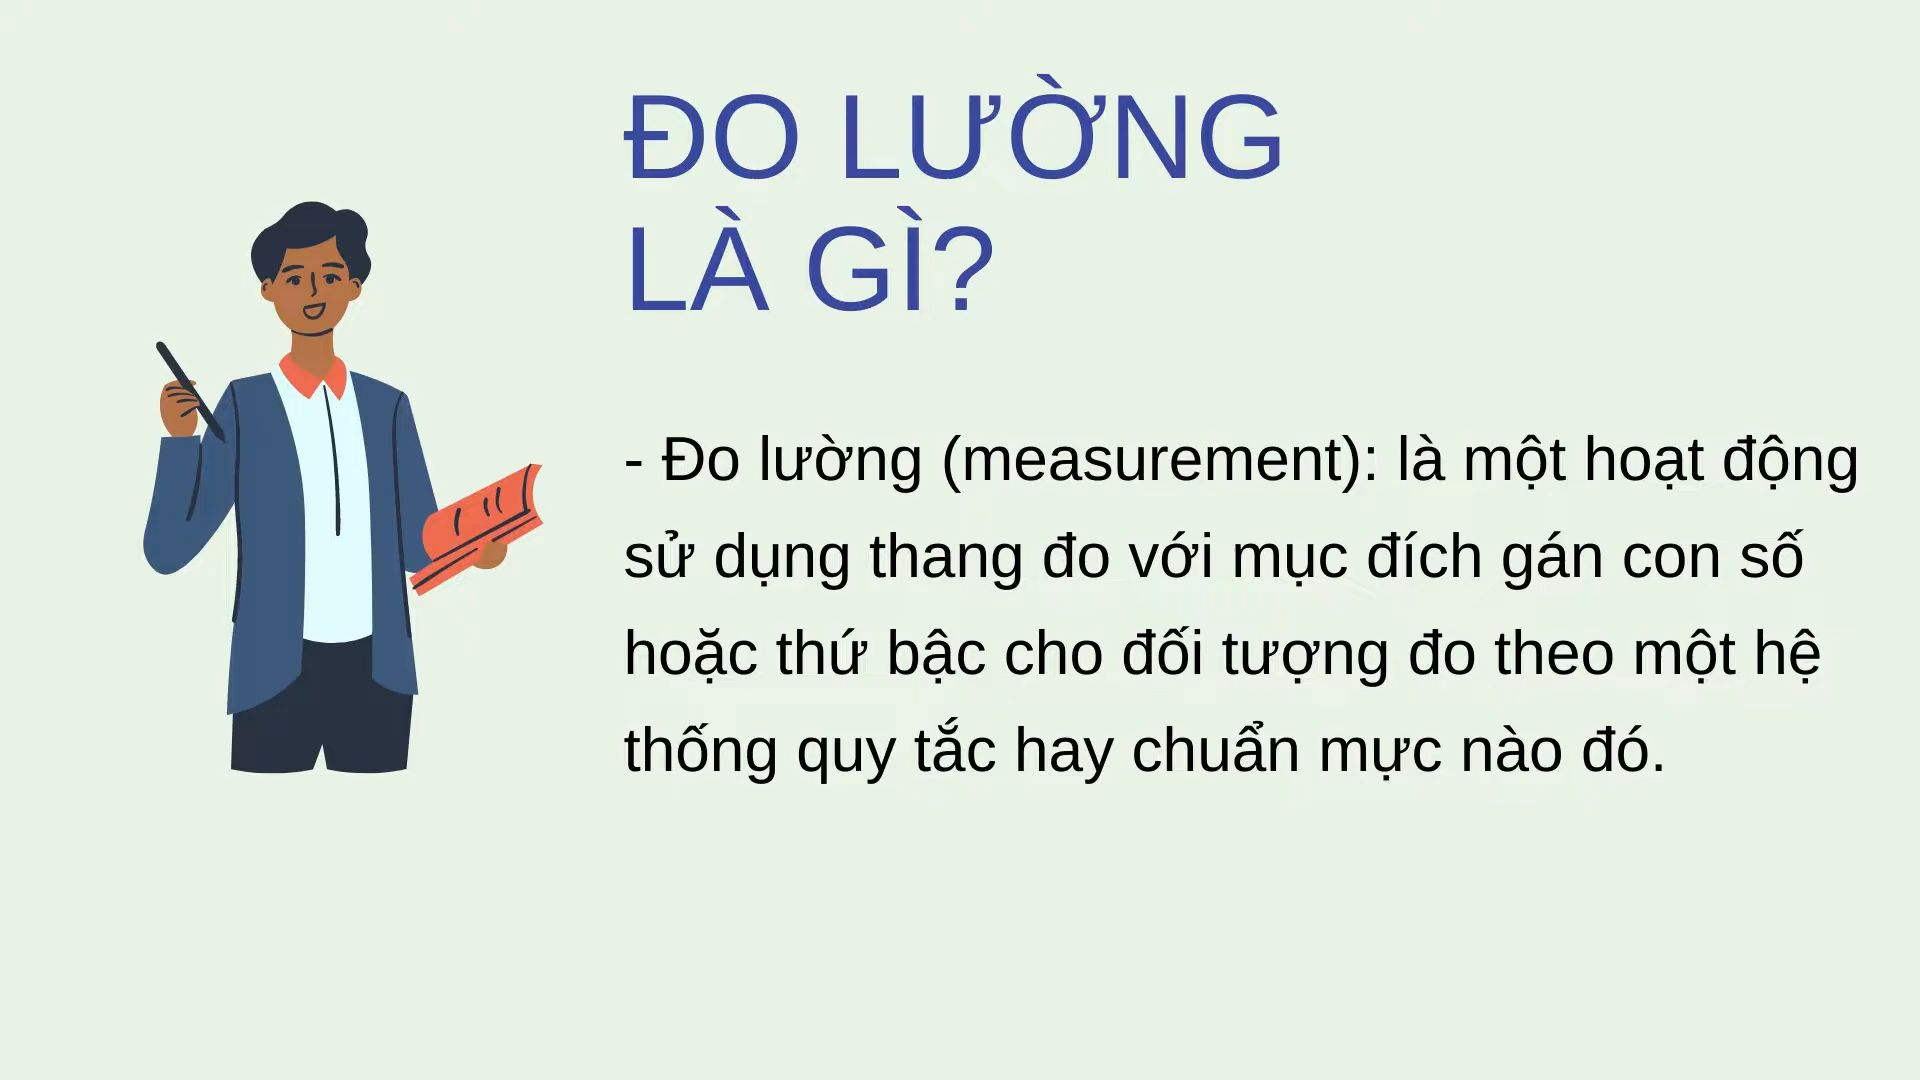 ĐO LƯỜNG
LÀ GÌ?
- Đo lường (measurement): là một hoạt động
sử dụng thang đo với mục đích gán con số
hoặc thứ bậc cho đối tượng đo theo một hệ
thống quy tắc hay chuẩn mực nào đó.